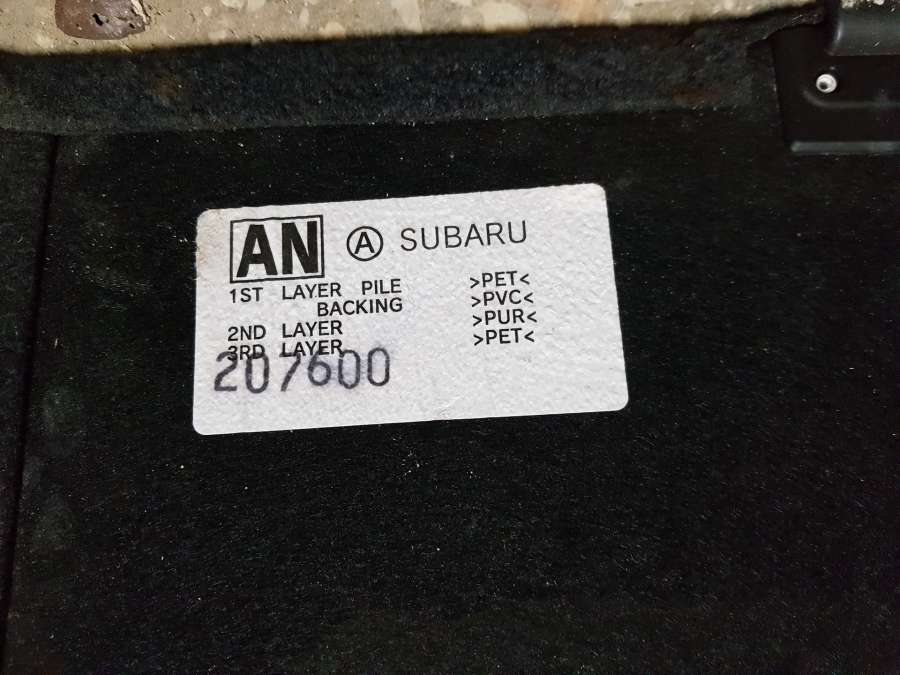 AN Ⓐ SUBARU
1ST LAYER PILE >PET<
BACKING >PVC<
2ND LAYER >PUR<
3RD LAYER >PET<
207600